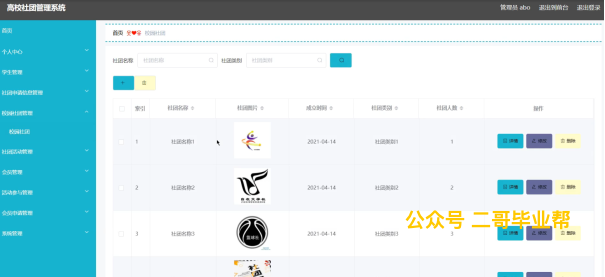 高校社团管理系统
管理员 abo 退出到前台 退出登录
首页
首页 校园社团
个人中心
学生管理
社团申请信息管理
校园社团管理
校园社团
社团活动管理
会员管理
活动参与管理
会员申请管理
系统管理
社团名称 社团名称 社团类别 社团类别
索引 社团名称 社团图片 成立时间 社团类别 社团人数 操作
1 社团名称1 2021-04-14 社团类别1 1 详情 修改 删除
2 社团名称2 2021-04-14 社团类别2 2 详情 修改 删除
3 社团名称3 篮球社 2021-04-14 社团类别3 3 详情 修改 删除
公众号 二哥毕业帮